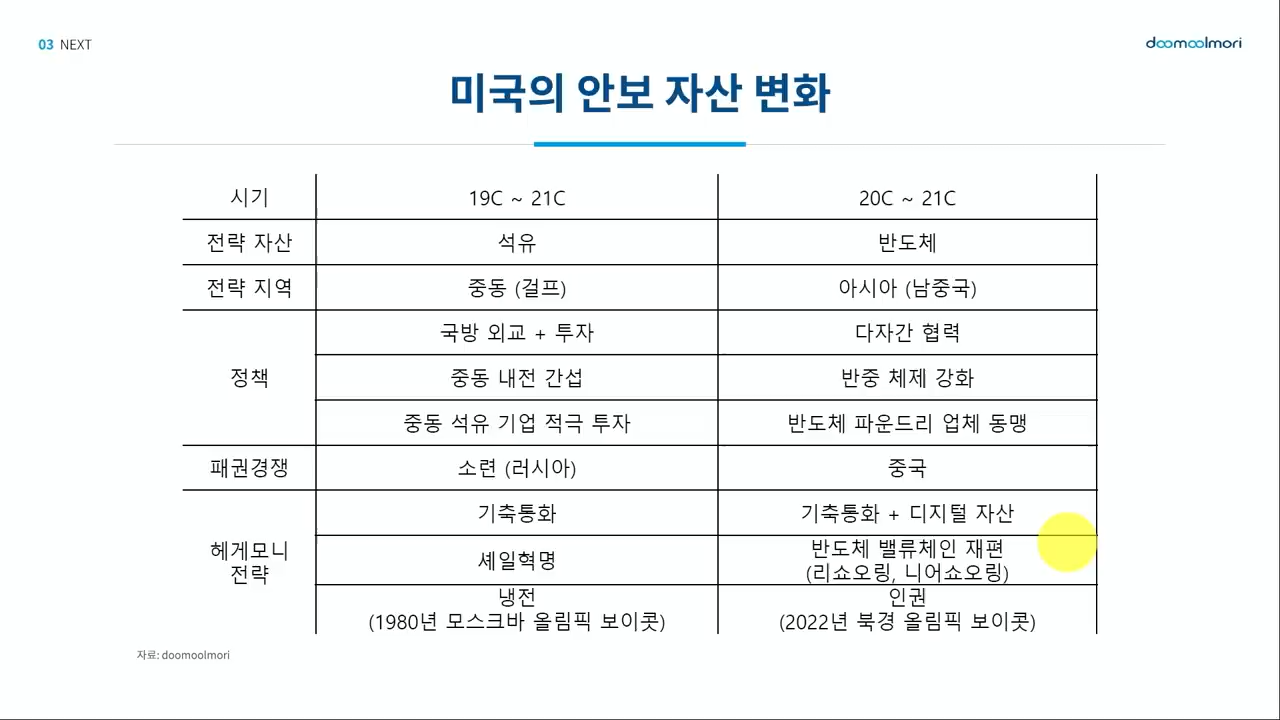 03 NEXT
doomoolmori
미국의 안보 자산 변화
시기 19C ~ 21C 20C ~ 21C
전략 자산 석유 반도체
전략 지역 중동 (걸프) 아시아 (남중국)
정책
국방 외교 + 투자 다자간 협력
중동 내전 간섭 반중 체제 강화
중동 석유 기업 적극 투자 반도체 파운드리 업체 동맹
패권경쟁 소련 (러시아) 중국
헤게모니
전략
기축통화 기축통화 + 디지털 자산
셰일혁명
반도체 밸류체인 재편
(리쇼오링, 니어쇼오링)
냉전
(1980년 모스크바 올림픽 보이콧)
인권
(2022년 북경 올림픽 보이콧)
자료: doomoolmori